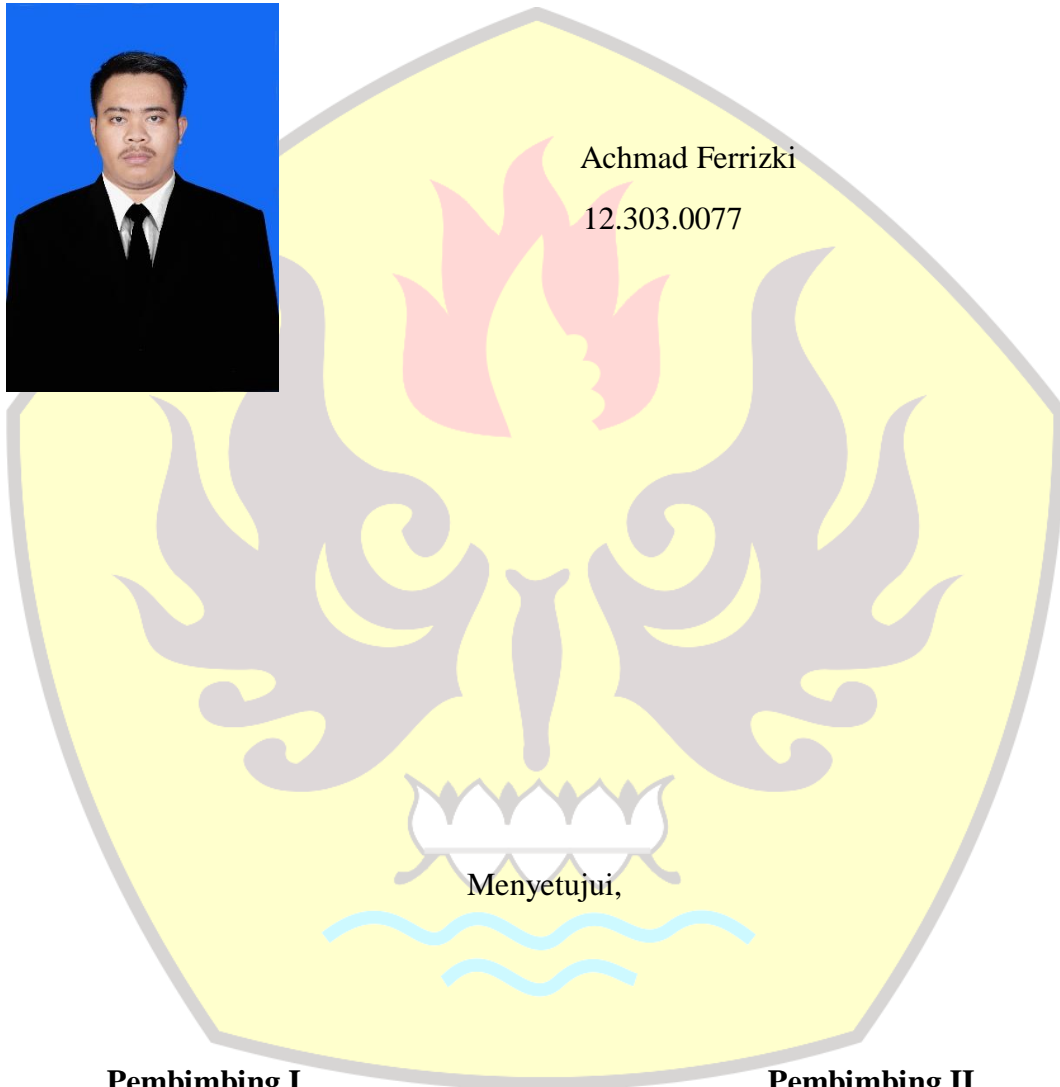 Achmad Ferrizki
12.303.0077
Menyetujui,
Pembimbing I
Pembimbing II